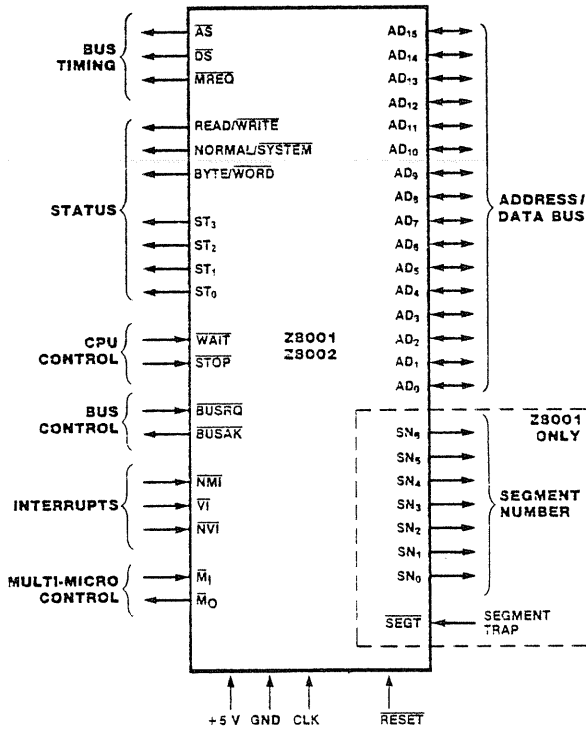 BUS
TIMING
AS
DS
MREQ
STATUS
READ/WRITE
NORMAL/SYSTEM
BYTE/WORD
ST3
ST2
ST1
ST0
CPU
CONTROL
WAIT
STOP
BUS
CONTROL
BUSRQ
BUSAK
INTERRUPTS
NMI
VI
NVI
MULTI-MICRO
CONTROL
MI
MO
Z8001
Z8002
AD15
AD14
AD13
AD12
AD11
AD10
AD9
AD8
AD7
AD6
AD5
AD4
AD3
AD2
AD1
AD0
ADDRESS/
DATA BUS
Z8001
ONLY
SN6
SN5
SN4
SN3
SN2
SN1
SN0
SEGMENT
NUMBER
SEGT
SEGMENT
TRAP
+5 V GND CLK RESET